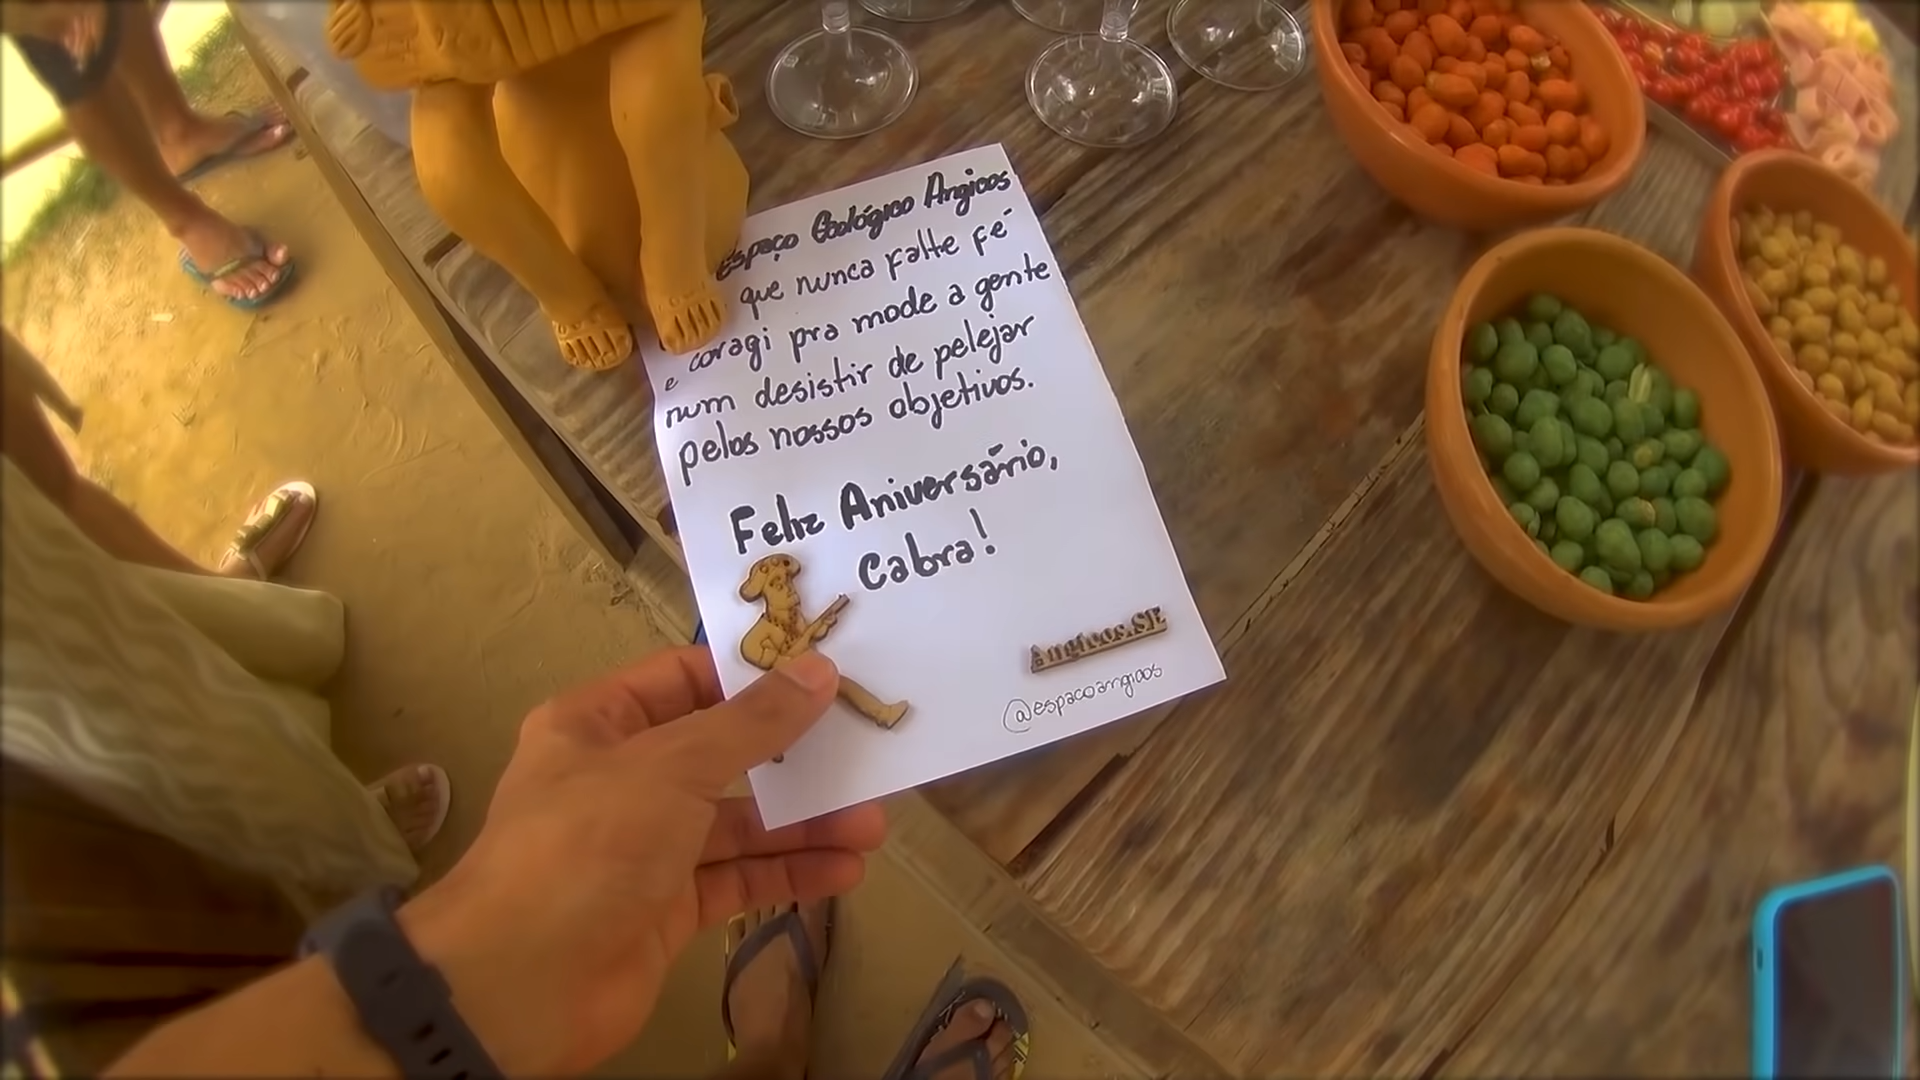 Espaço Ecológico Angicos
que nunca falte fé
e coragi pra mode a gente
num desistir de pelejar
pelos nossos objetivos.
Feliz Aniversário,
Cabra!
Angicos.SE
@espacoangicos